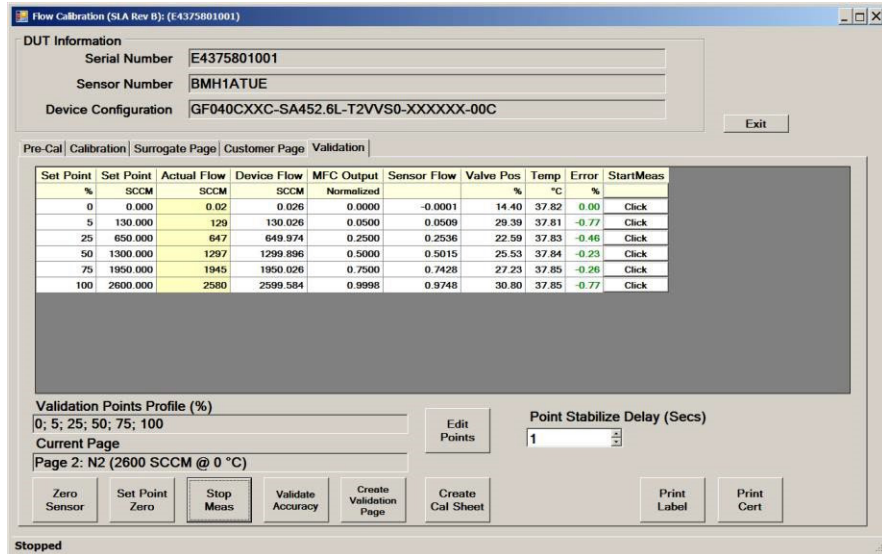 Flow Calibration (SLA Rev B): (E4375801001)
DUT Information
Serial Number E4375801001
Sensor Number BMH1ATUE
Device Configuration GF040CXXC-SA452.6L-T2VVS0-XXXXXX-00C
Exit
Pre-Cal Calibration Surrogate Page Customer Page Validation
Set Point Set Point Actual Flow Device Flow MFC Output Sensor Flow Valve Pos Temp Error StartMeas
% SCCM SCCM SCCM Normalized % °C %
0 0.000 0.02 0.026 0.0000 -0.0001 14.40 37.82 0.00 Click
5 130.000 129 130.026 0.0500 0.0509 29.39 37.81 -0.77 Click
25 650.000 647 649.974 0.2500 0.2536 22.59 37.83 -0.46 Click
50 1300.000 1297 1299.896 0.5000 0.5015 25.53 37.84 -0.23 Click
75 1950.000 1945 1950.026 0.7500 0.7428 27.23 37.85 -0.26 Click
100 2600.000 2580 2599.584 0.9998 0.9748 30.80 37.85 -0.77 Click
Validation Points Profile (%)
0; 5; 25; 50; 75; 100
Current Page
Page 2: N2 (2600 SCCM @ 0 °C)
Edit
Points
Point Stabilize Delay (Secs)
1
Zero
Sensor
Set Point
Zero
Stop
Meas
Validate
Accuracy
Create
Validation
Page
Create
Cal Sheet
Print
Label
Print
Cert
Stopped